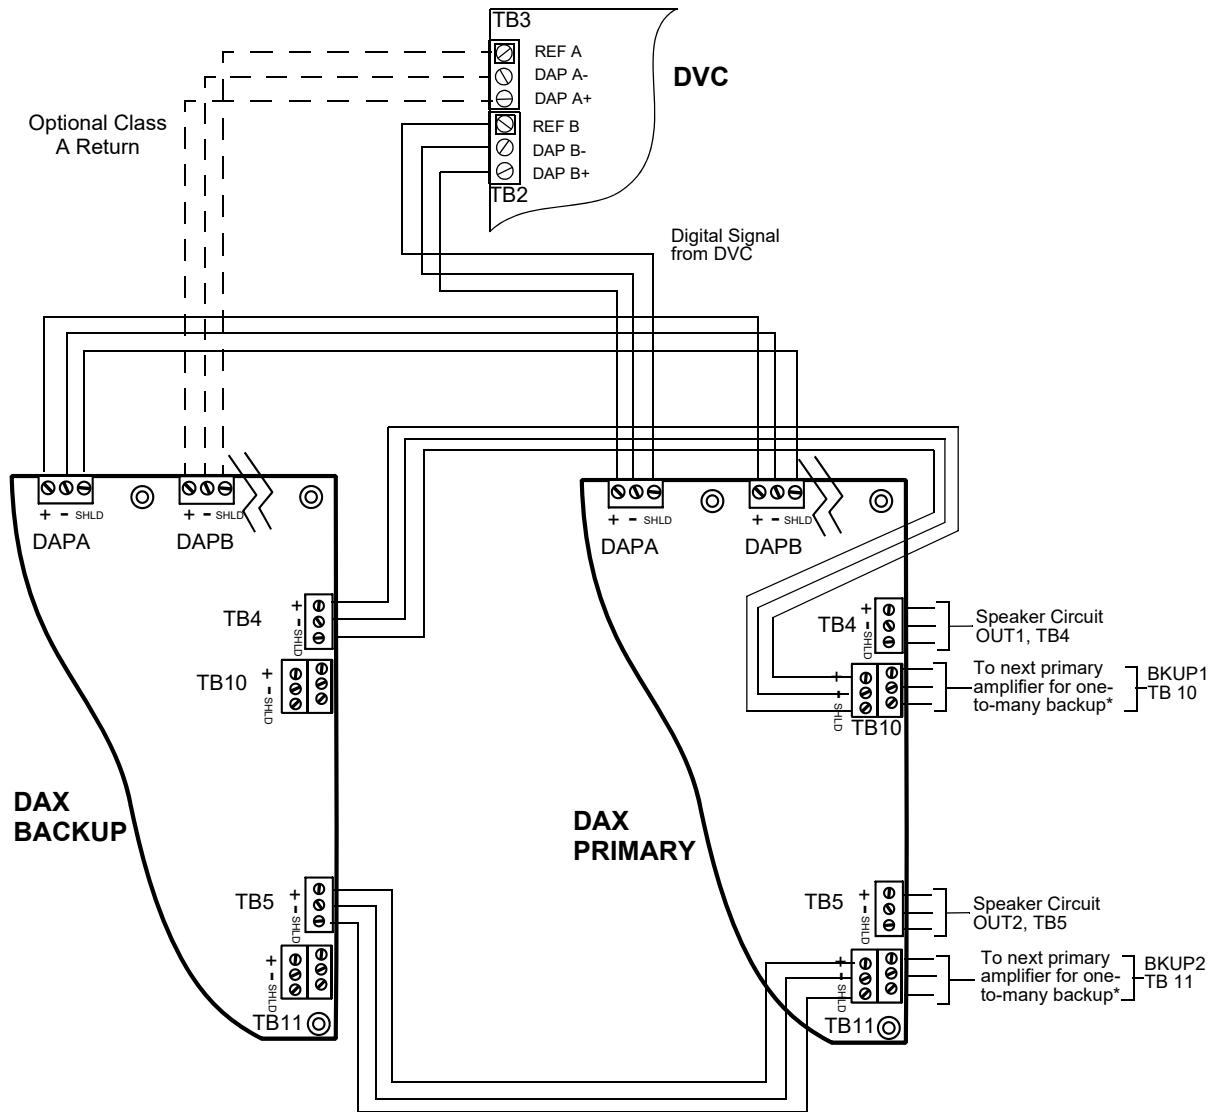 TB3
REF A
DAP A-
DAP A+
REF B
DAP B-
DAP B+
TB2
DVC
Optional Class
A Return
Digital Signal
from DVC
+ - SHLD
DAPA
+ - SHLD
DAPB
+ - SHLD
DAPA
+ - SHLD
DAPB
TB4
+ - SHLD
TB10
+ - SHLD
DAX
BACKUP
TB5
+ - SHLD
+ - SHLD
TB11
TB4
+ - SHLD
Speaker Circuit
OUT1, TB4
+ - SHLD
TB10
To next primary
amplifier for one-
to-many backup*
BKUP1
TB 10
DAX
PRIMARY
TB5
+ - SHLD
Speaker Circuit
OUT2, TB5
+ - SHLD
TB11
To next primary
amplifier for one-
to-many backup*
BKUP2
TB 11